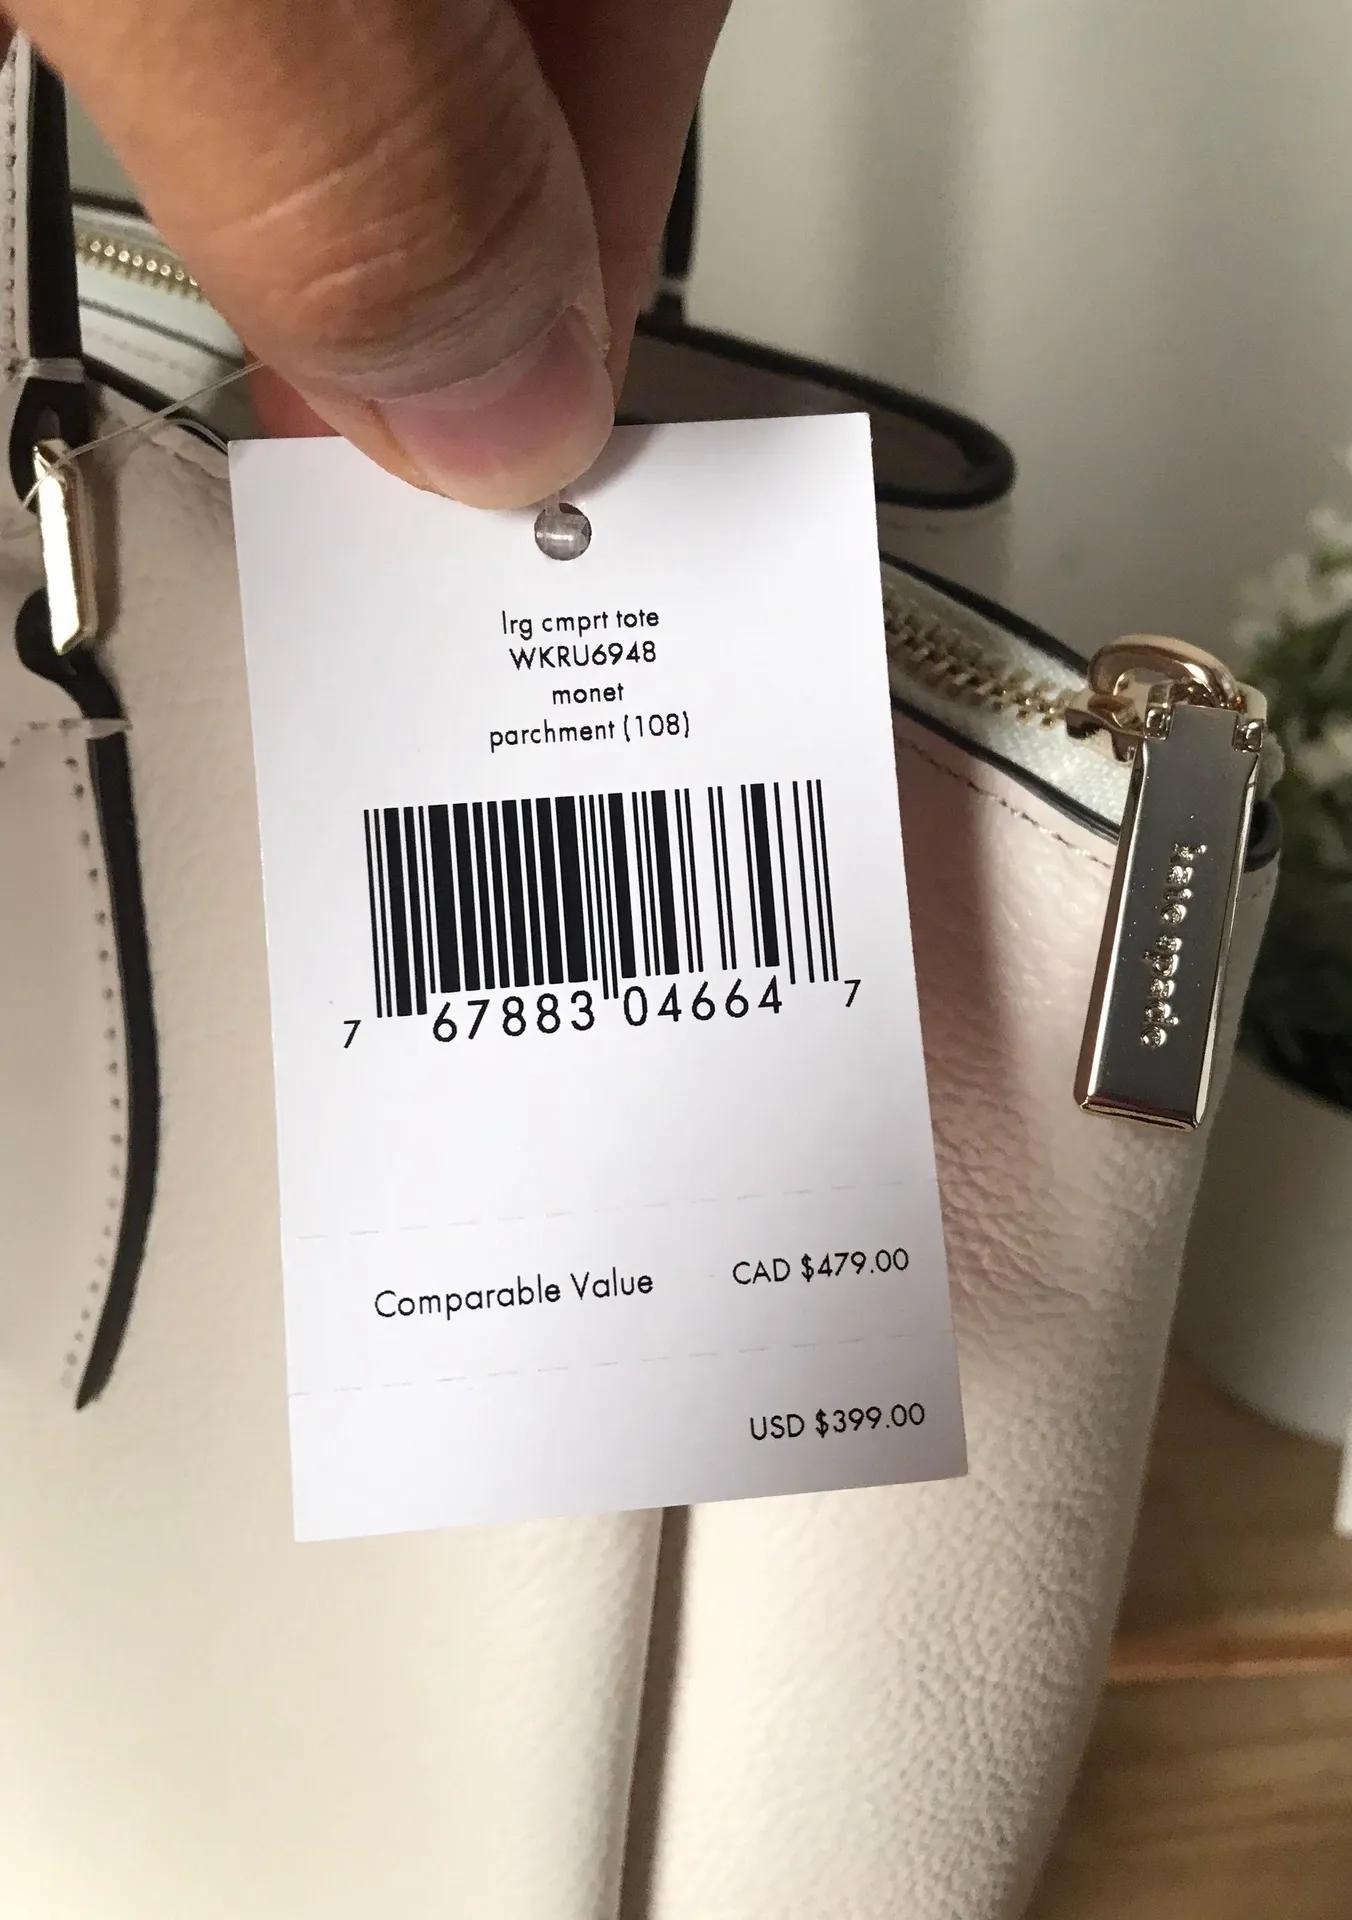 lrg cmprt tote
WKRU6948
monet
parchment (108)
7 67883 04664 7
Comparable Value CAD $479.00
USD $399.00
kate spade